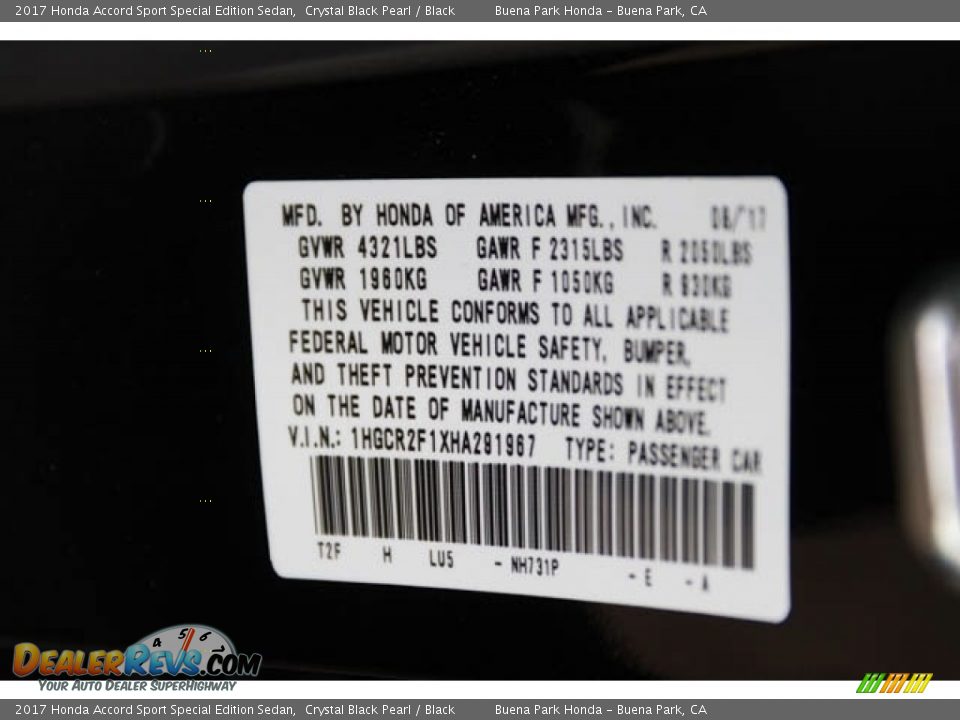 2017 Honda Accord Sport Special Edition Sedan, Crystal Black Pearl / Black Buena Park Honda - Buena Park, CA
MFD. BY HONDA OF AMERICA MFG., INC. 08/'17
GVWR 4321LBS GAWR F 2315LBS R 2050LBS
GVWR 1960KG GAWR F 1050KG R 930KG
THIS VEHICLE CONFORMS TO ALL APPLICABLE
FEDERAL MOTOR VEHICLE SAFETY, BUMPER,
AND THEFT PREVENTION STANDARDS IN EFFECT
ON THE DATE OF MANUFACTURE SHOWN ABOVE.
V.I.N.: 1HGCR2F1XHA291967 TYPE: PASSENGER CAR
T2F H LU5 - NH731P - E - A
4 5 6
DealerRevs.com
Your Auto Dealer SuperHighway
2017 Honda Accord Sport Special Edition Sedan, Crystal Black Pearl / Black Buena Park Honda - Buena Park, CA